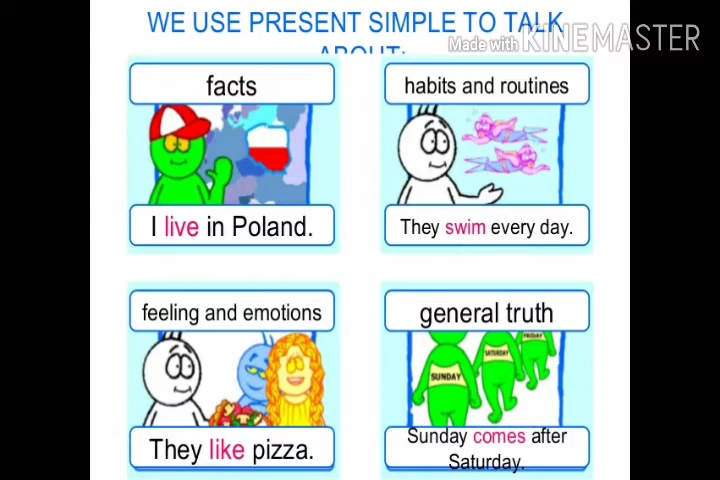 WE USE PRESENT SIMPLE TO TALK
ABOUT:
Made with KINEMASTER
facts
habits and routines
I live in Poland.
They swim every day.
feeling and emotions
general truth
SUNDAY
SATURDAY
FRIDAY
They like pizza.
Sunday comes after
Saturday.